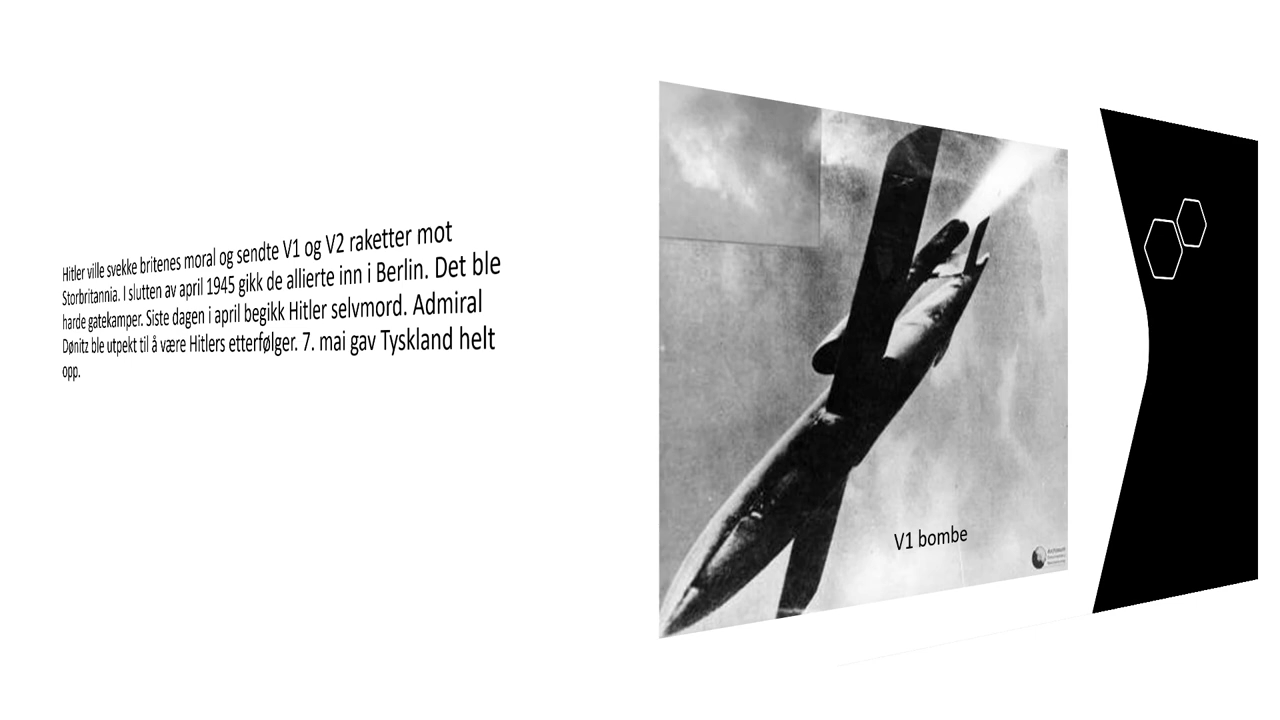 Hitler ville svekke britenes moral og sendte V1 og V2 raketter mot
Storbritannia. I slutten av april 1945 gikk de allierte inn i Berlin. Det ble
harde gatekamper. Siste dagen i april begikk Hitler selvmord. Admiral
Dønitz ble utpekt til å være Hitlers etterfølger. 7. mai gav Tyskland helt
opp.
V1 bombe